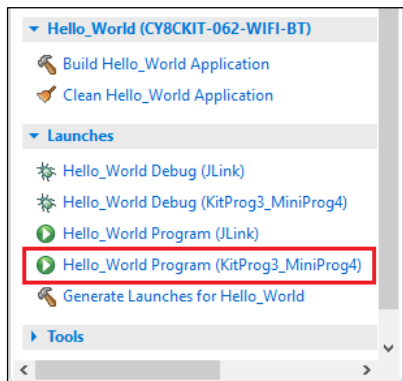 Hello_World (CY8CKIT-062-WIFI-BT)
Build Hello_World Application
Clean Hello_World Application
Launches
Hello_World Debug (JLink)
Hello_World Debug (KitProg3_MiniProg4)
Hello_World Program (JLink)
Hello_World Program (KitProg3_MiniProg4)
Generate Launches for Hello_World
Tools